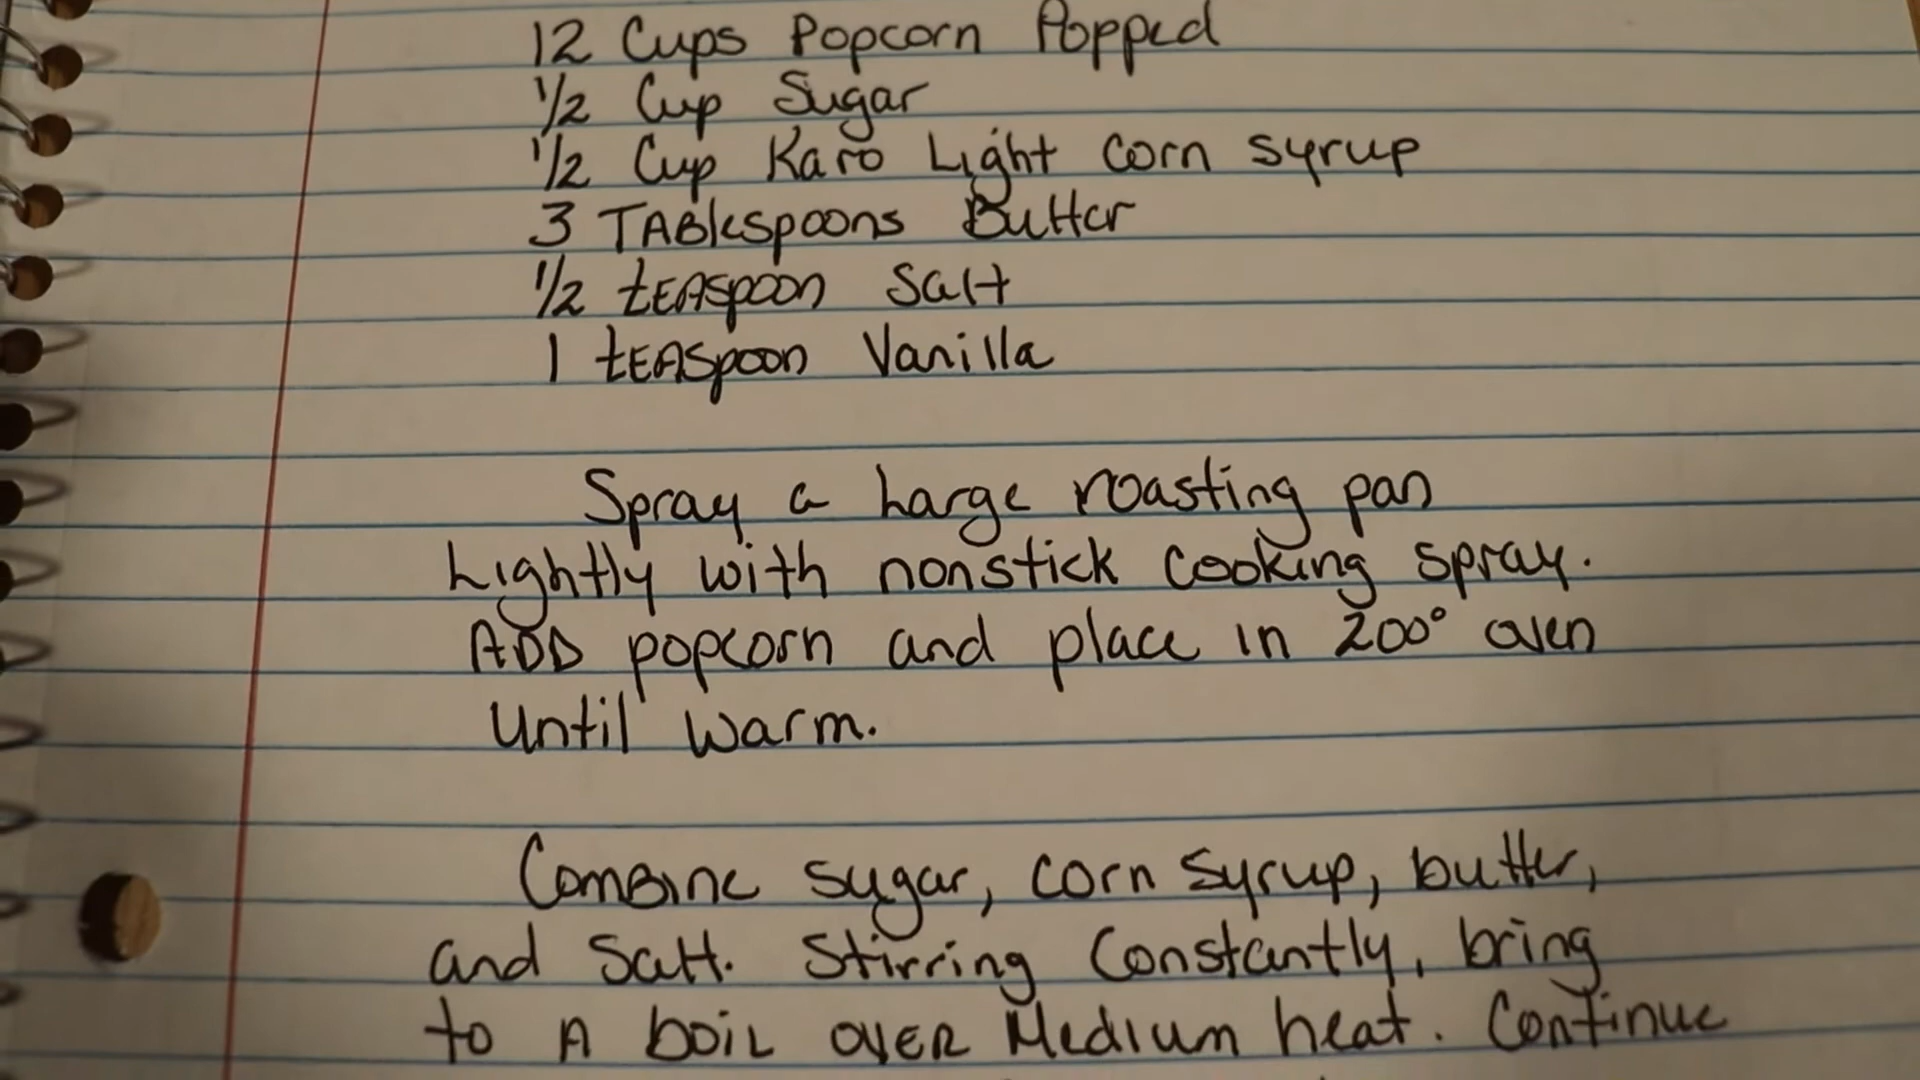 12 Cups Popcorn Popped
1/2 Cup Sugar
1/2 Cup Karo Light Corn Syrup
3 TABlespoons Butter
1/2 tEASpoon Salt
1 tEASpoon Vanilla
Spray a Large roasting pan
Lightly with nonstick cooking spray.
ADD popcorn and place in 200° oven
until warm.
ComBine sugar, corn syrup, butter,
and Salt. Stirring Constantly, bring
to A boiL ovER Medium heat. Continue